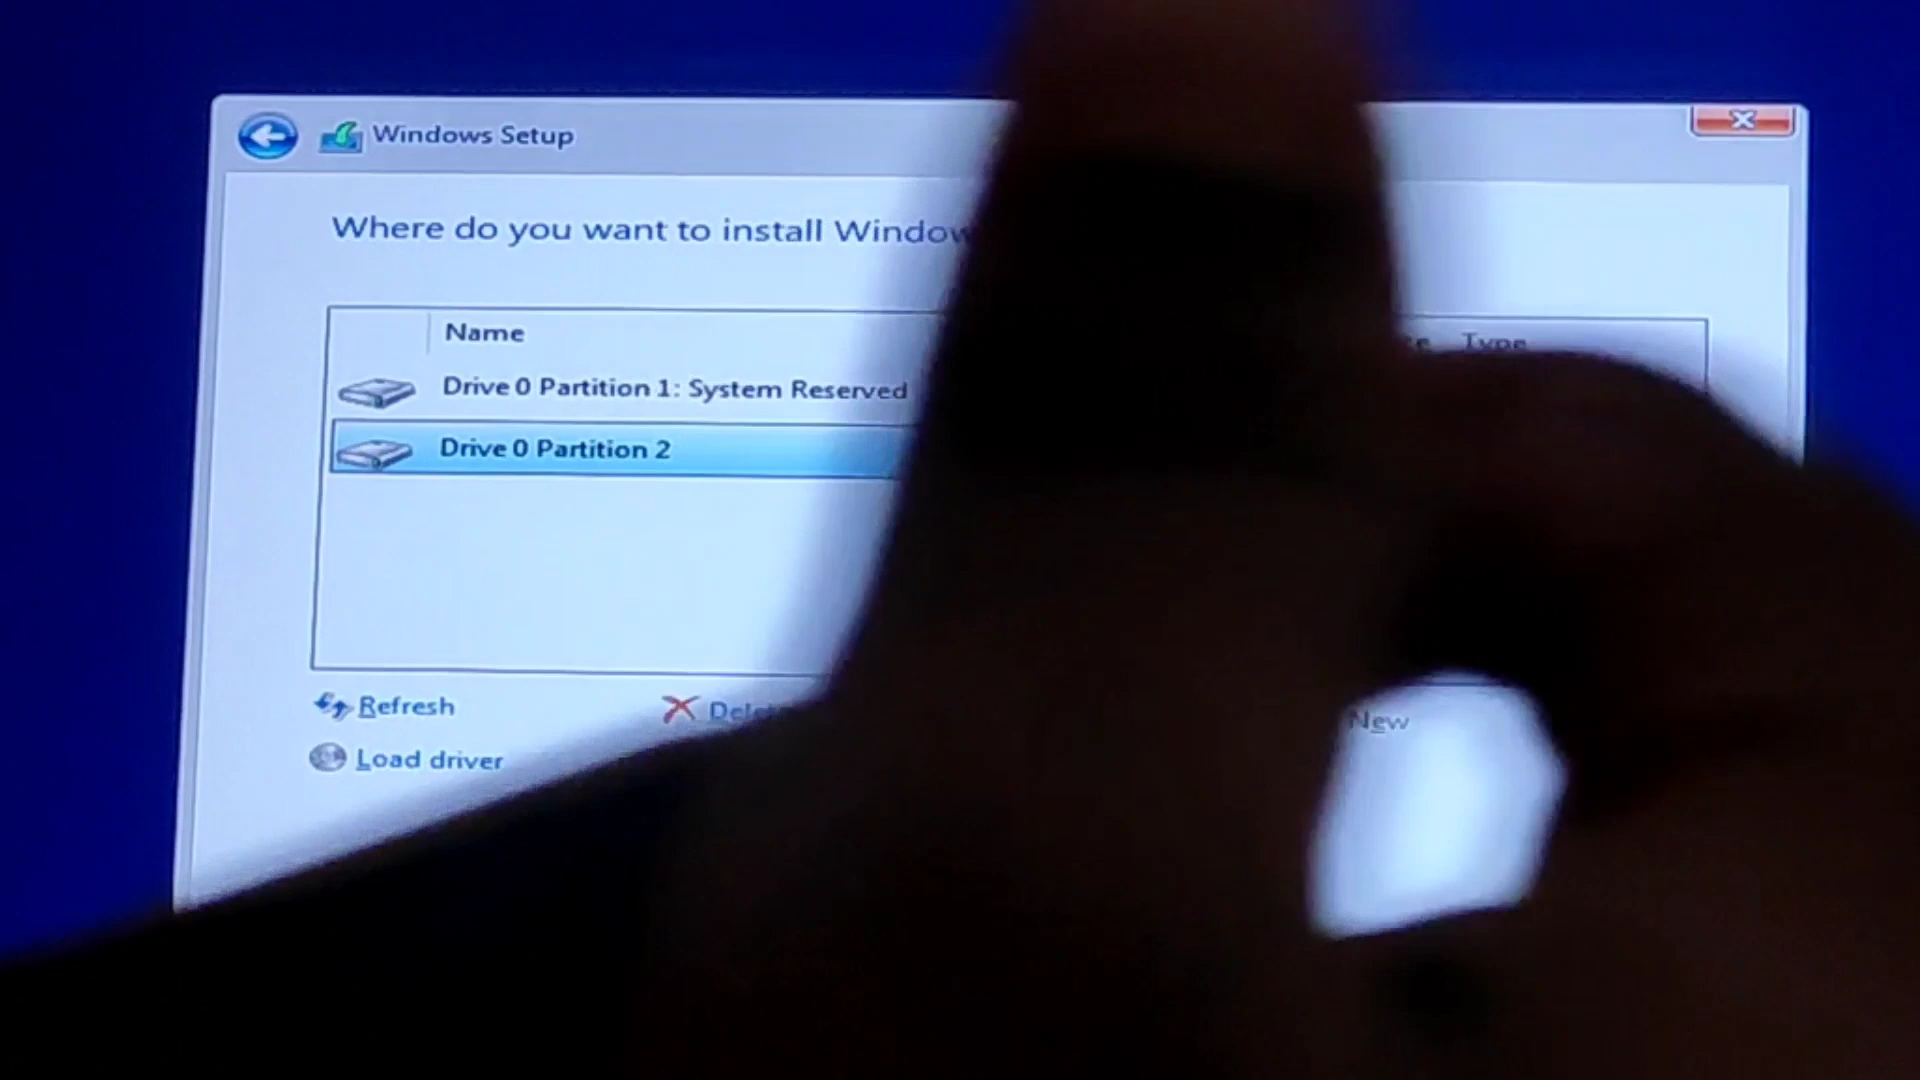 Windows Setup
Where do you want to install
Name Type
Drive 0 Partition 1: System Reserved
Drive 0 Partition 2
Refresh New
Load driver